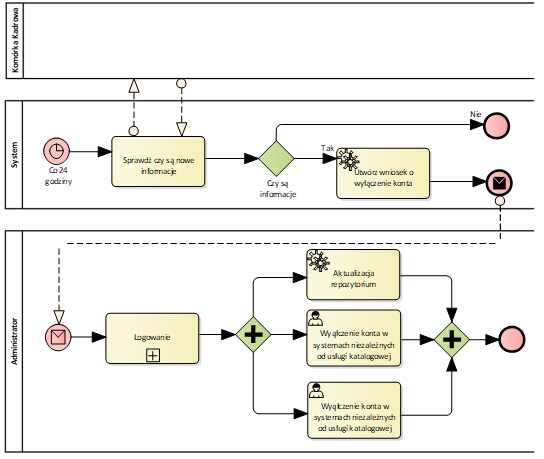 Komórka Kadrowa
System
Co 24
godziny
Sprawdź czy są nowe
informacje
Czy są
informacje
Nie
Tak
Utwórz wniosek o
wyłączenie konta
Administrator
Logowanie
Aktualizacja
repozytorium
Wyłączenie konta w
systemach niezależnych
od usługi katalogowej
Wyłączenie konta w
systemach niezależnych
od usługi katalogowej